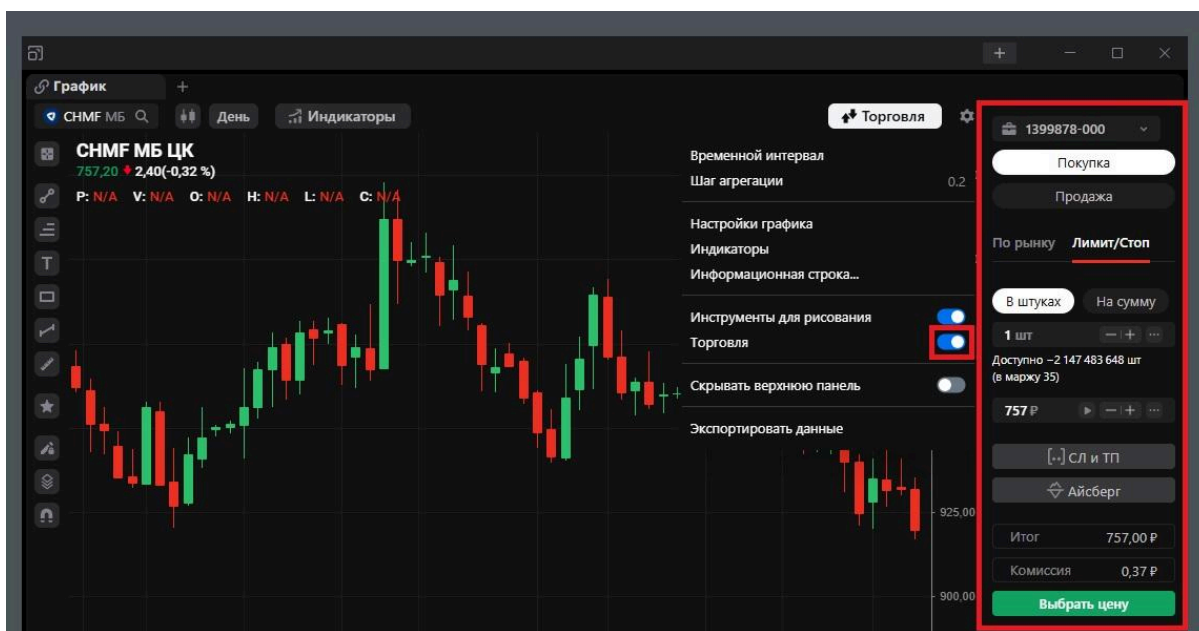 График
CHMF МБ
День
Индикаторы
Торговля
CHMF МБ ЦК
757,20 2,40(-0,32 %)
P: N/A V: N/A O: N/A H: N/A L: N/A C: N/A
Временной интервал
Шаг агрегации 0.2
Настройки графика
Индикаторы
Информационная строка...
Инструменты для рисования
Торговля
Скрывать верхнюю панель
Экспортировать данные
925,00
900,00
1399878-000
Покупка
Продажа
По рынку Лимит/Стоп
В штуках На сумму
1 шт
Доступно −2 147 483 648 шт
(в маржу 35)
757 ₽
СЛ и ТП
Айсберг
Итог 757,00 ₽
Комиссия 0,37 ₽
Выбрать цену